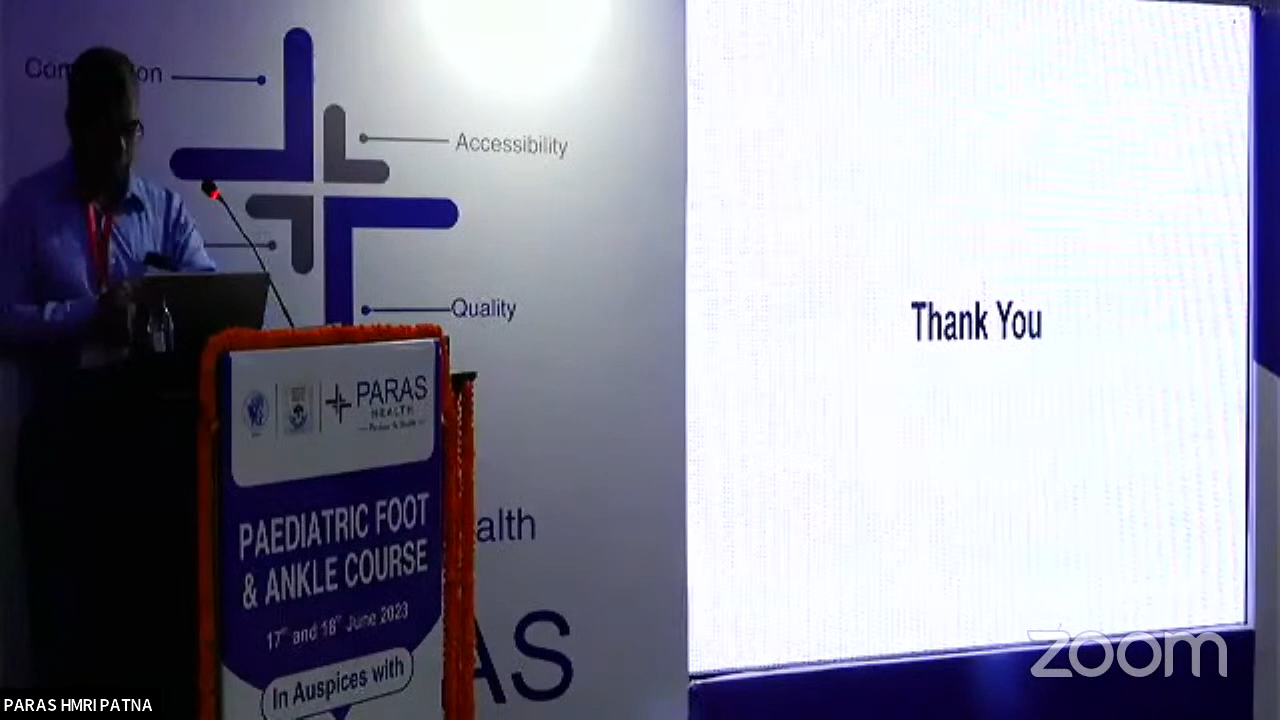 Accessibility
Quality
Thank You
PARAS
HEALTH
PAEDIATRIC FOOT
& ANKLE COURSE
17th and 18th June 2023
In Auspices with
alth
AS
zoom
PARAS HMRI PATNA